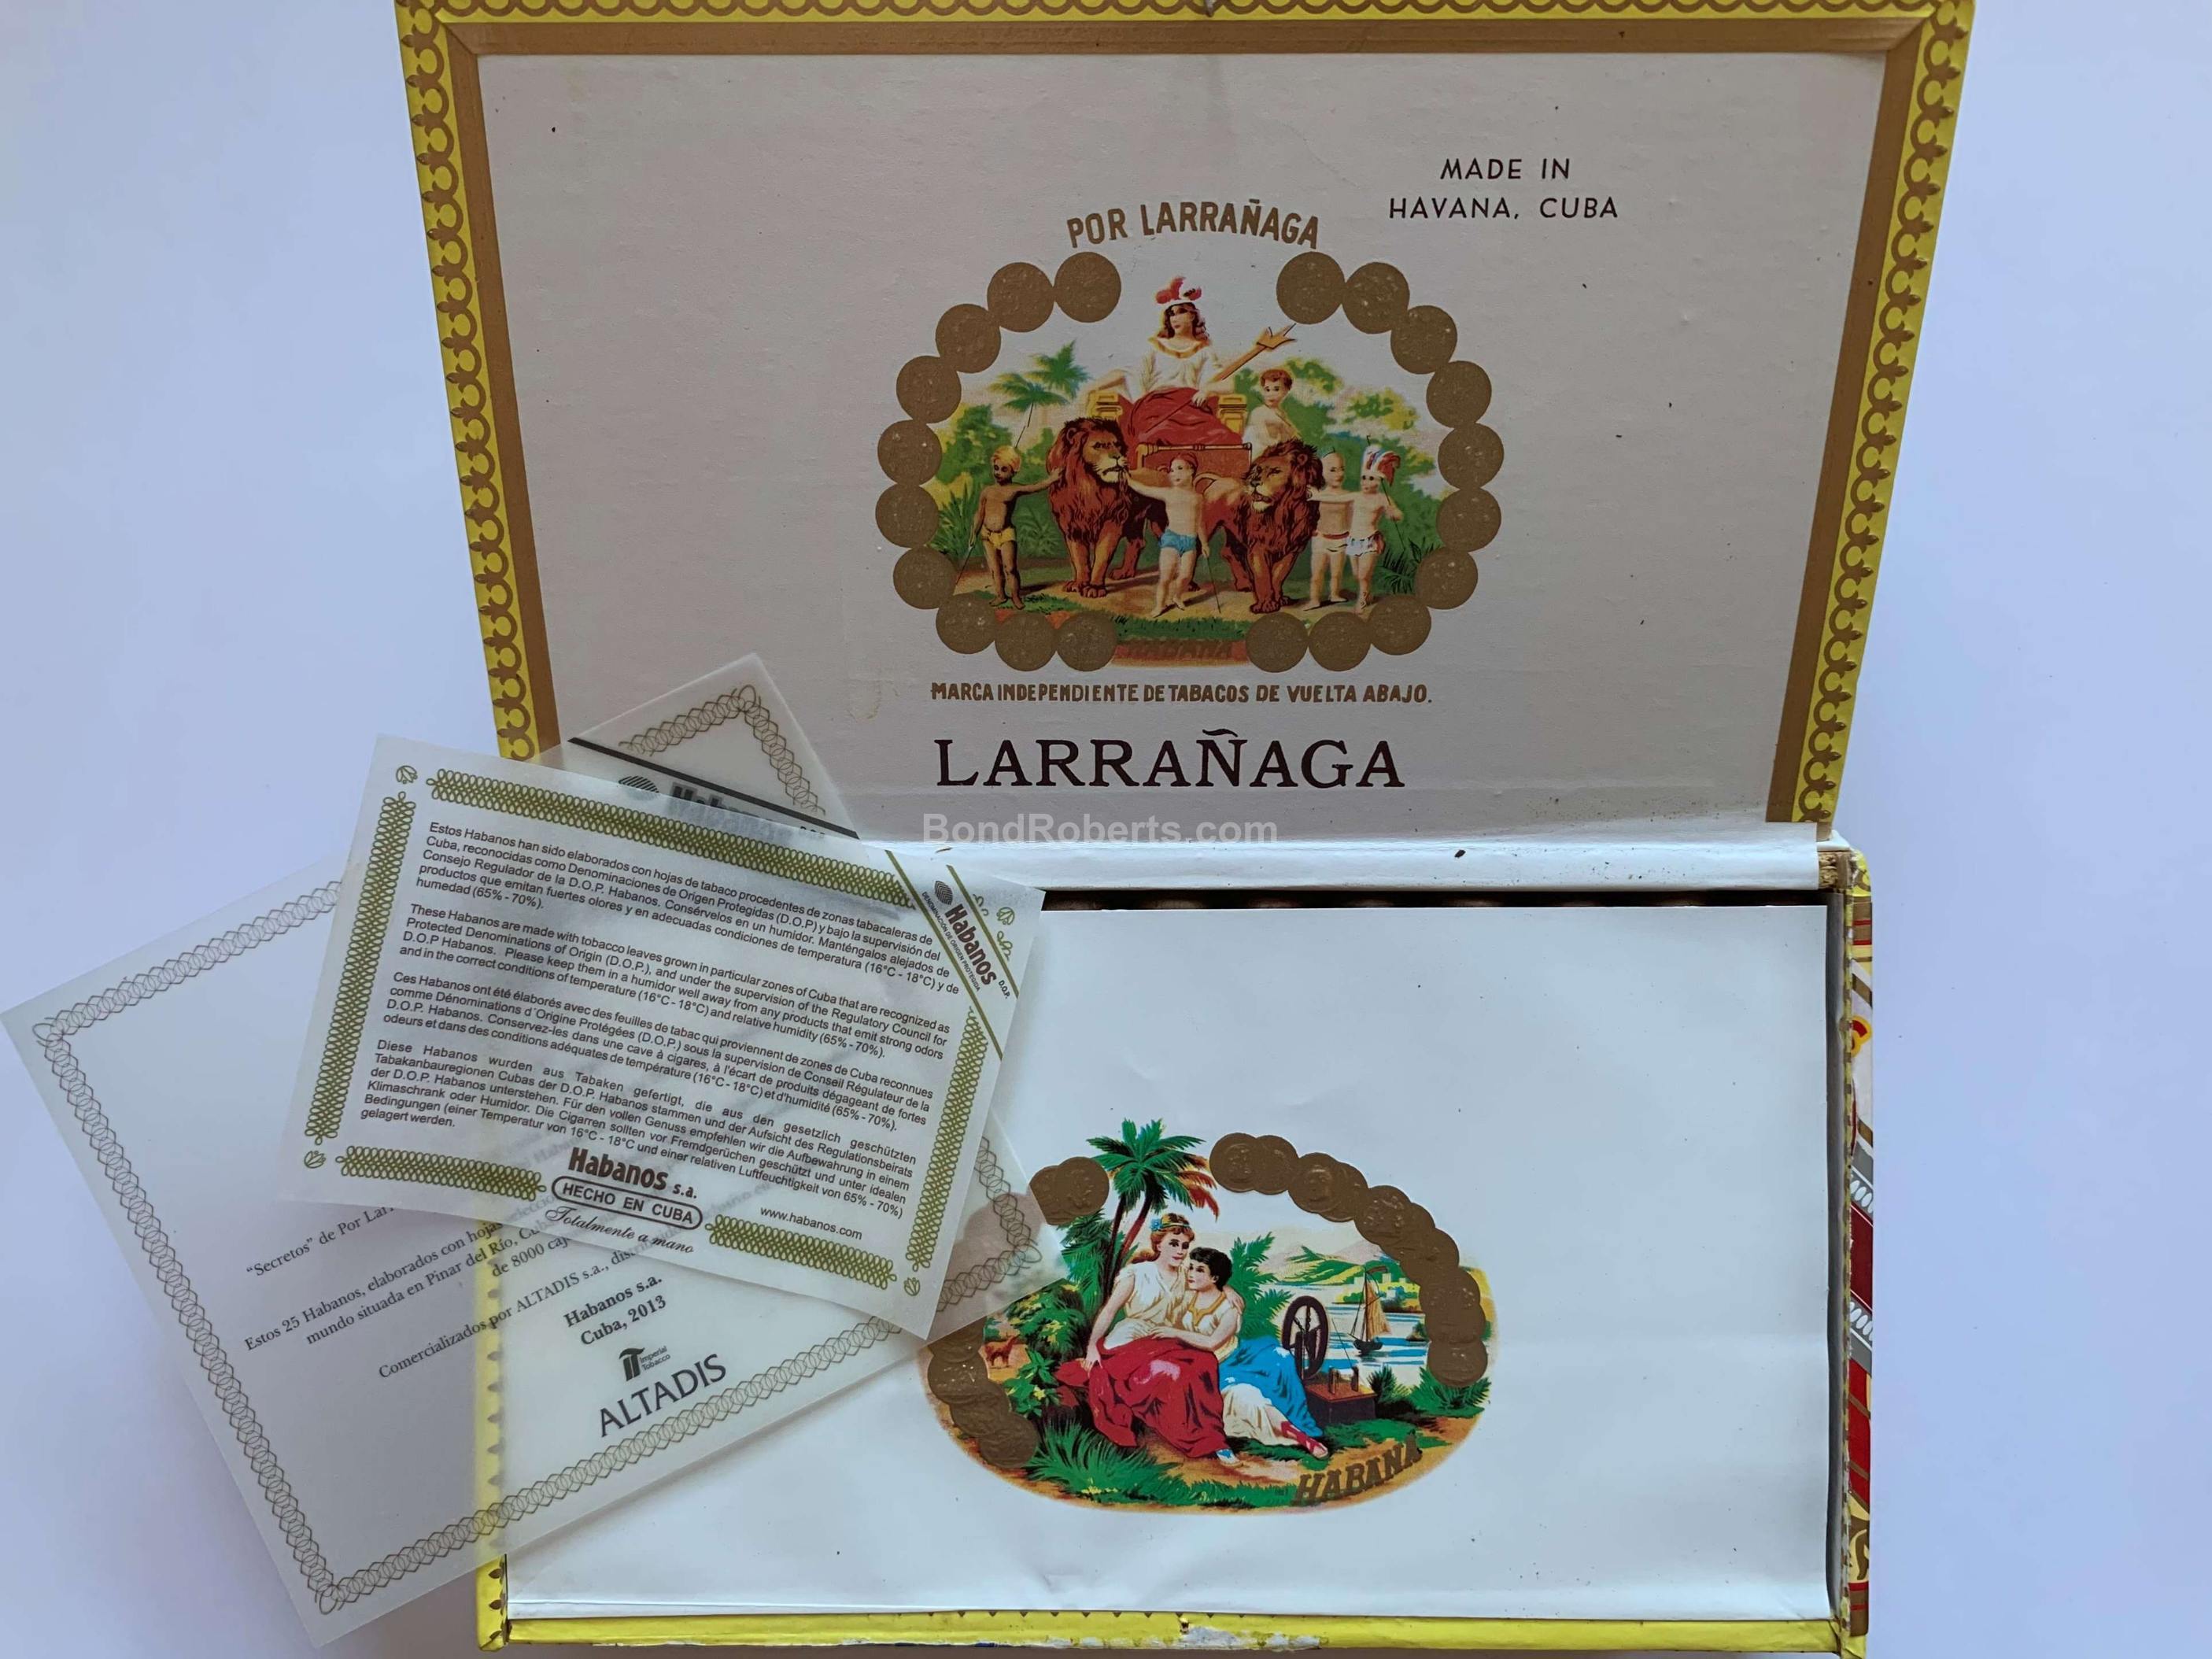 MADE IN
HAVANA, CUBA
POR LARRAÑAGA
HABANA
MARCA INDEPENDIENTE DE TABACOS DE VUELTA ABAJO.
LARRAÑAGA
BondRoberts.com
Habanos
Estos Habanos han sido elaborados con hojas de tabaco procedentes de zonas tabacaleras de
Cuba, reconocidas como Denominaciones de Origen Protegidas (D.O.P) y bajo la supervisión del
Consejo Regulador de la D.O.P. Habanos. Consérvelos en un humidor. Manténgalos alejados de
productos que emitan fuertes olores y en adecuadas condiciones de temperatura (16°C - 18°C) y de
humedad (65% - 70%).
These Habanos are made with tobacco leaves grown in particular zones of Cuba that are recognized as
Protected Denominations of Origin (D.O.P.), and under the supervision of the Regulatory Council for
D.O.P Habanos. Please keep them in a humidor well away from any products that emit strong odors
and in the correct conditions of temperature (16°C - 18°C) and relative humidity (65% - 70%).
Ces Habanos ont été élaborés avec des feuilles de tabac qui proviennent de zones de Cuba reconnues
comme Dénominations d´Origine Protégées (D.O.P.) sous la supervision de Conseil Régulateur de la
D.O.P. Habanos. Conservez-les dans une cave à cigares, à l'écart de produits dégageant de fortes
odeurs et dans des conditions adéquates de température (16°C - 18°C) et d'humidité (65% - 70%).
Diese Habanos wurden aus Tabaken gefertigt, die aus den gesetzlich geschützten
Tabakanbauregionen Cubas der D.O.P. Habanos stammen und der Aufsicht des Regulationsbeirats
der D.O.P. Habanos unterstehen. Für den vollen Genuss empfehlen wir die Aufbewahrung in einem
Klimaschrank oder Humidor. Die Cigarren sollten vor Fremdgerüchen geschützt und unter idealen
Bedingungen (einer Temperatur von 16°C - 18°C und einer relativen Luftfeuchtigkeit von 65% - 70%)
gelagert werden.
Habanos s.a.
HECHO EN CUBA
Totalmente a mano
www.habanos.com
Habanos D.O.P.
DENOMINACIÓN DE ORIGEN PROTEGIDA
"Secretos" de Por Lar
Estos 25 Habanos, elaborados con hojas
mundo situada en Pinar del Río, Cuba
de 8000 caj
Comercializados por ALTADIS s.a.,
Habanos s.a.
Cuba, 2013
Imperial
Tobacco
ALTADIS
HABANA